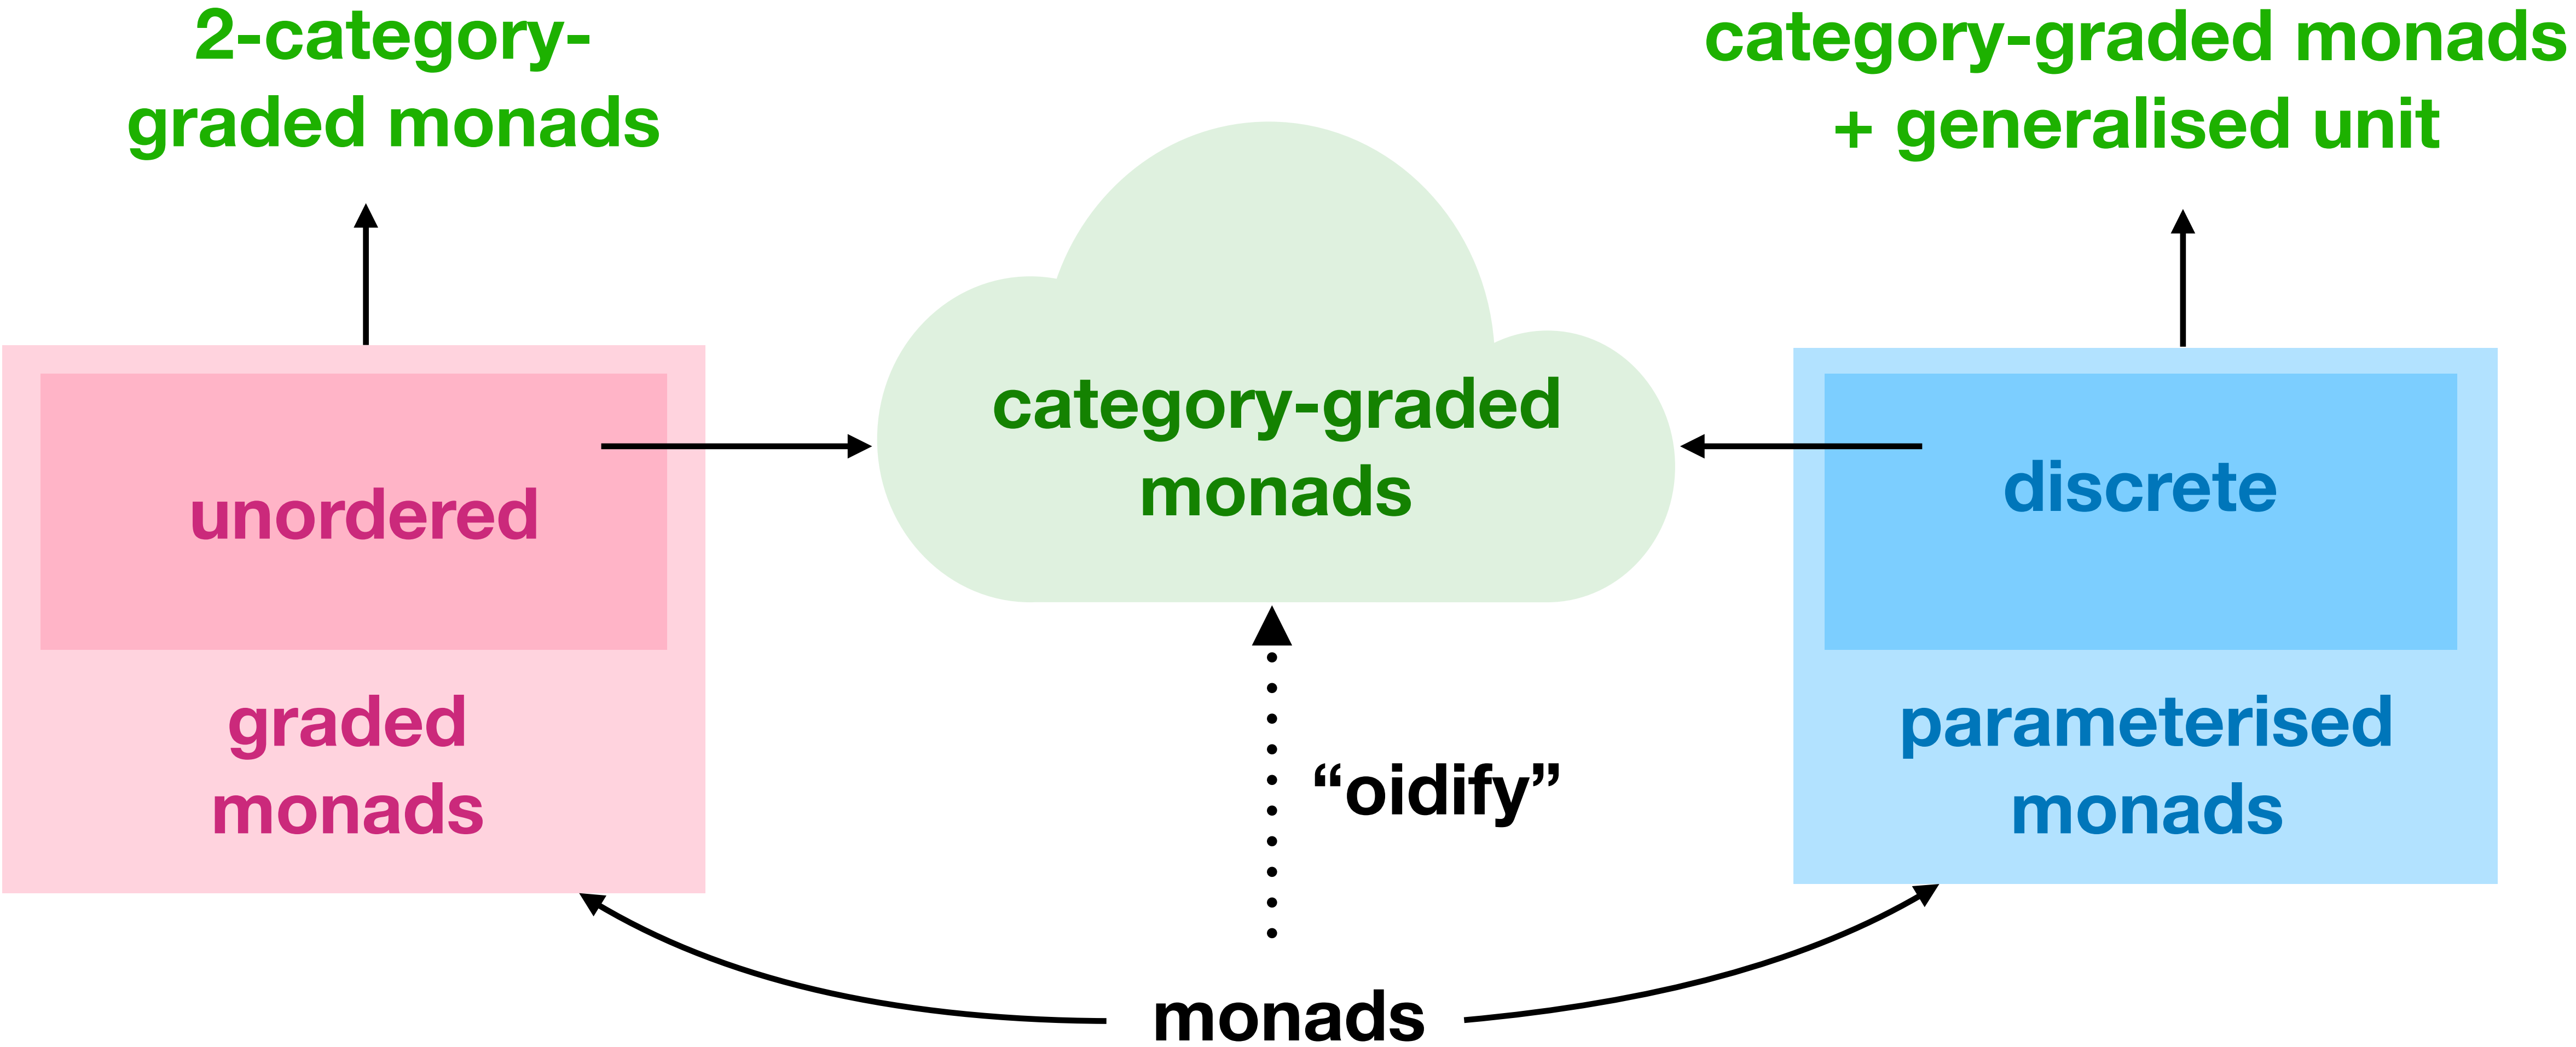 2-category-
graded monads
category-graded monads
+ generalised unit
category-graded
monads
unordered
discrete
graded
monads
parameterised
monads
“oidify”
monads